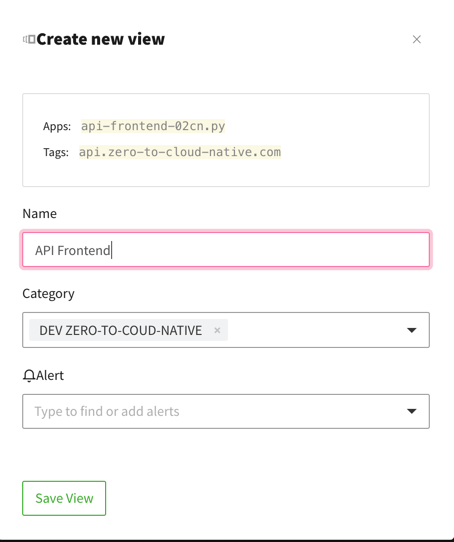 Create new view
Apps: api-frontend-02cn.py
Tags: api.zero-to-cloud-native.com
Name
API Frontend
Category
DEV ZERO-TO-COUD-NATIVE ×
Alert
Type to find or add alerts
Save View